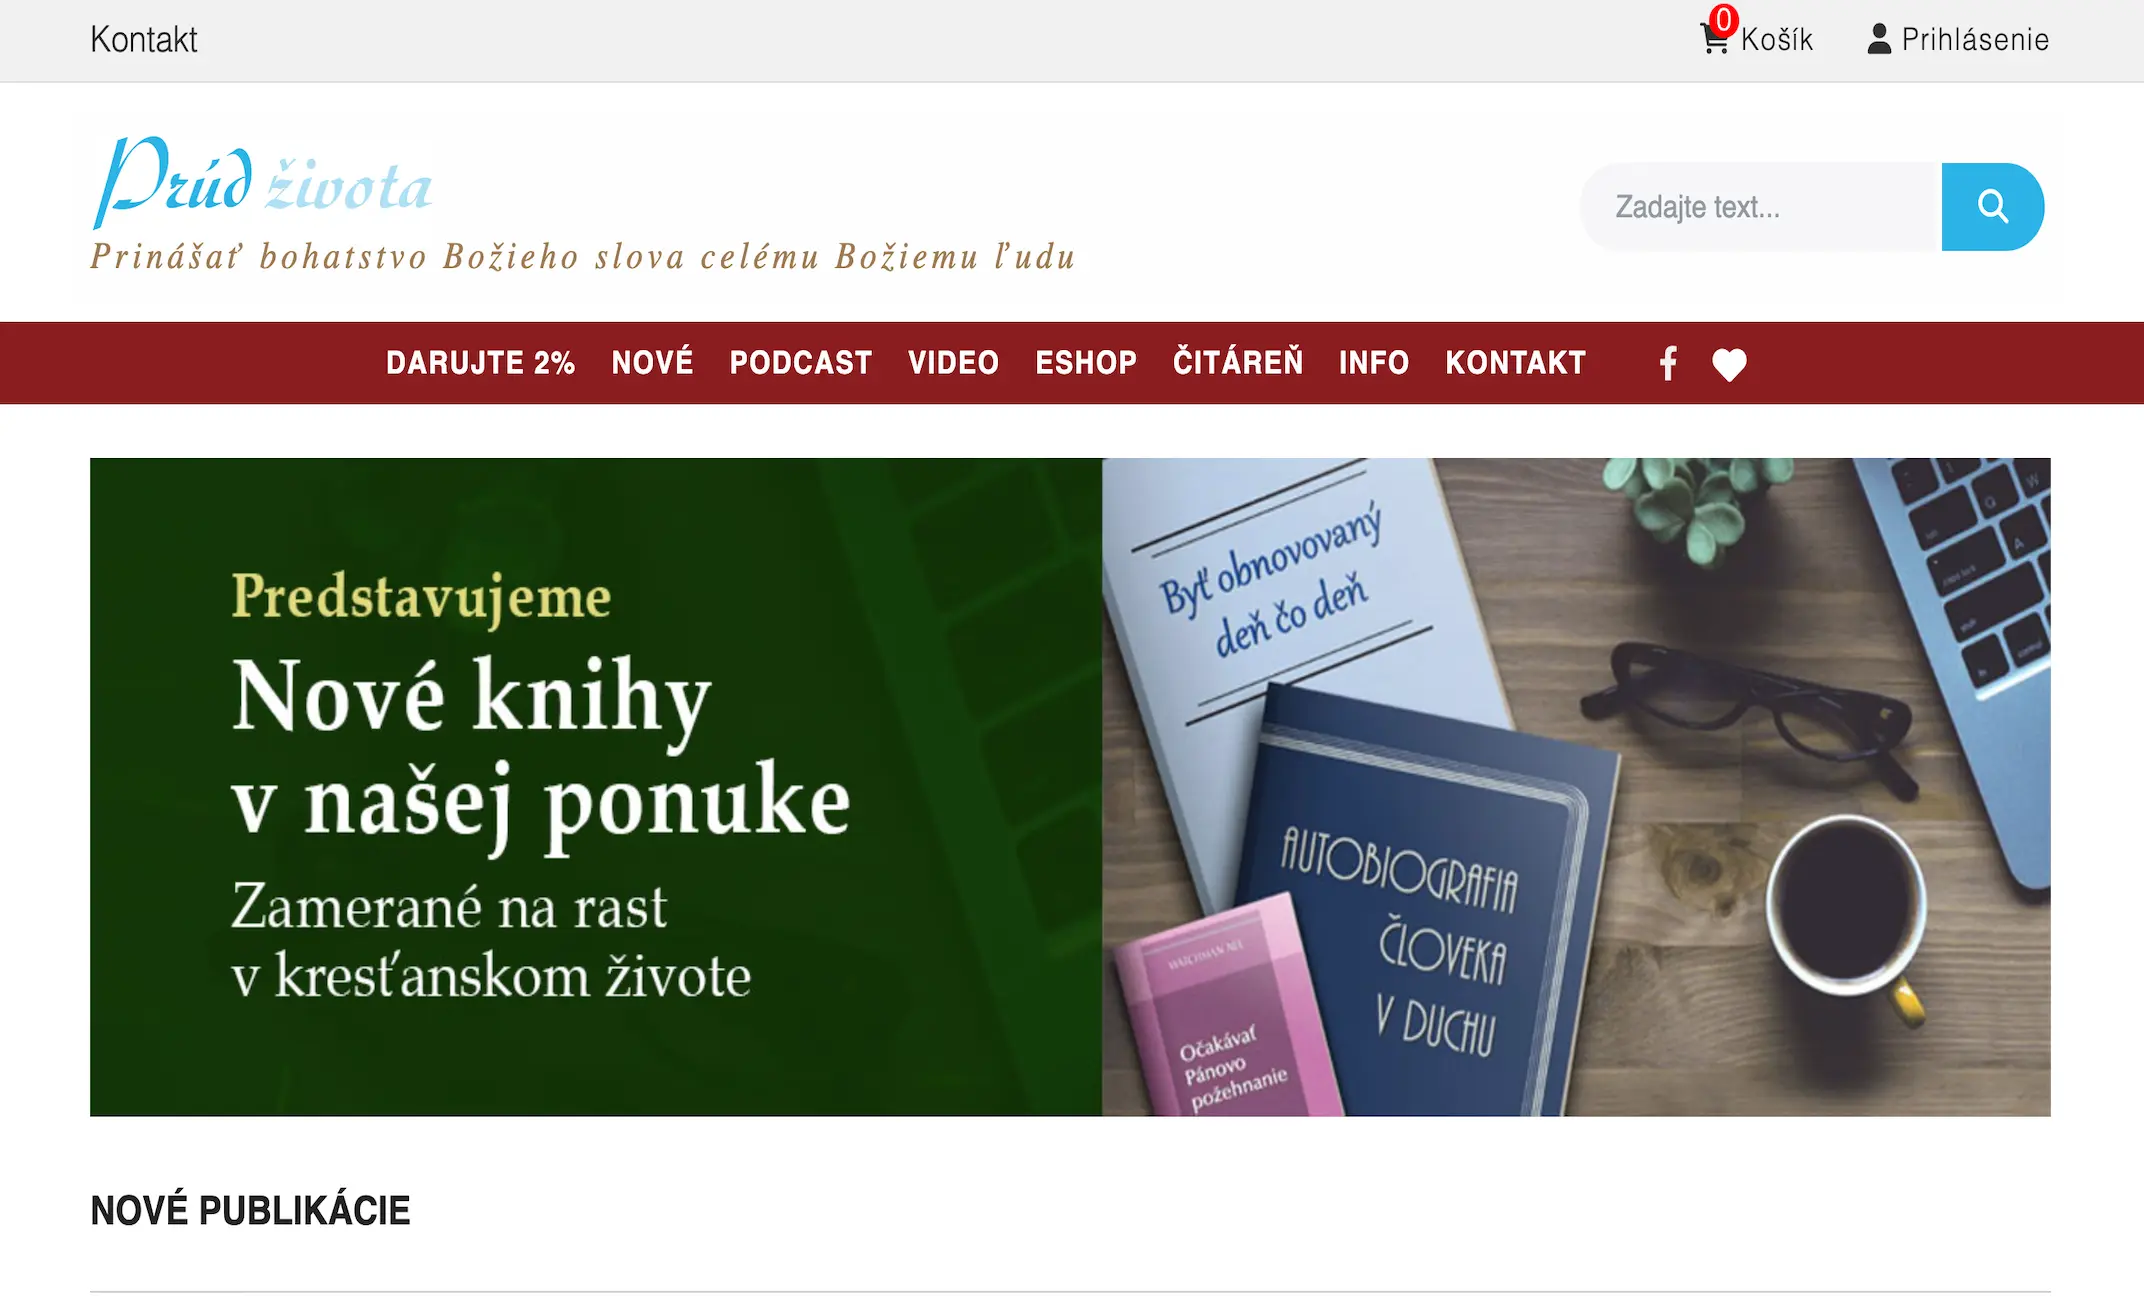 Kontakt
0 Košík
Prihlásenie
Prúd života
Prinášať bohatstvo Božieho slova celému Božiemu ľudu
Zadajte text...
DARUJTE 2% NOVÉ PODCAST VIDEO ESHOP ČITÁREŇ INFO KONTAKT
Predstavujeme
Nové knihy
v našej ponuke
Zamerané na rast
v kresťanskom živote
Byť obnovovaný
deň čo deň
AUTOBIOGRAFIA
ČLOVEKA
V DUCHU
WATCHMAN NEE
Očakávať
Pánovo
požehnanie
NOVÉ PUBLIKÁCIE